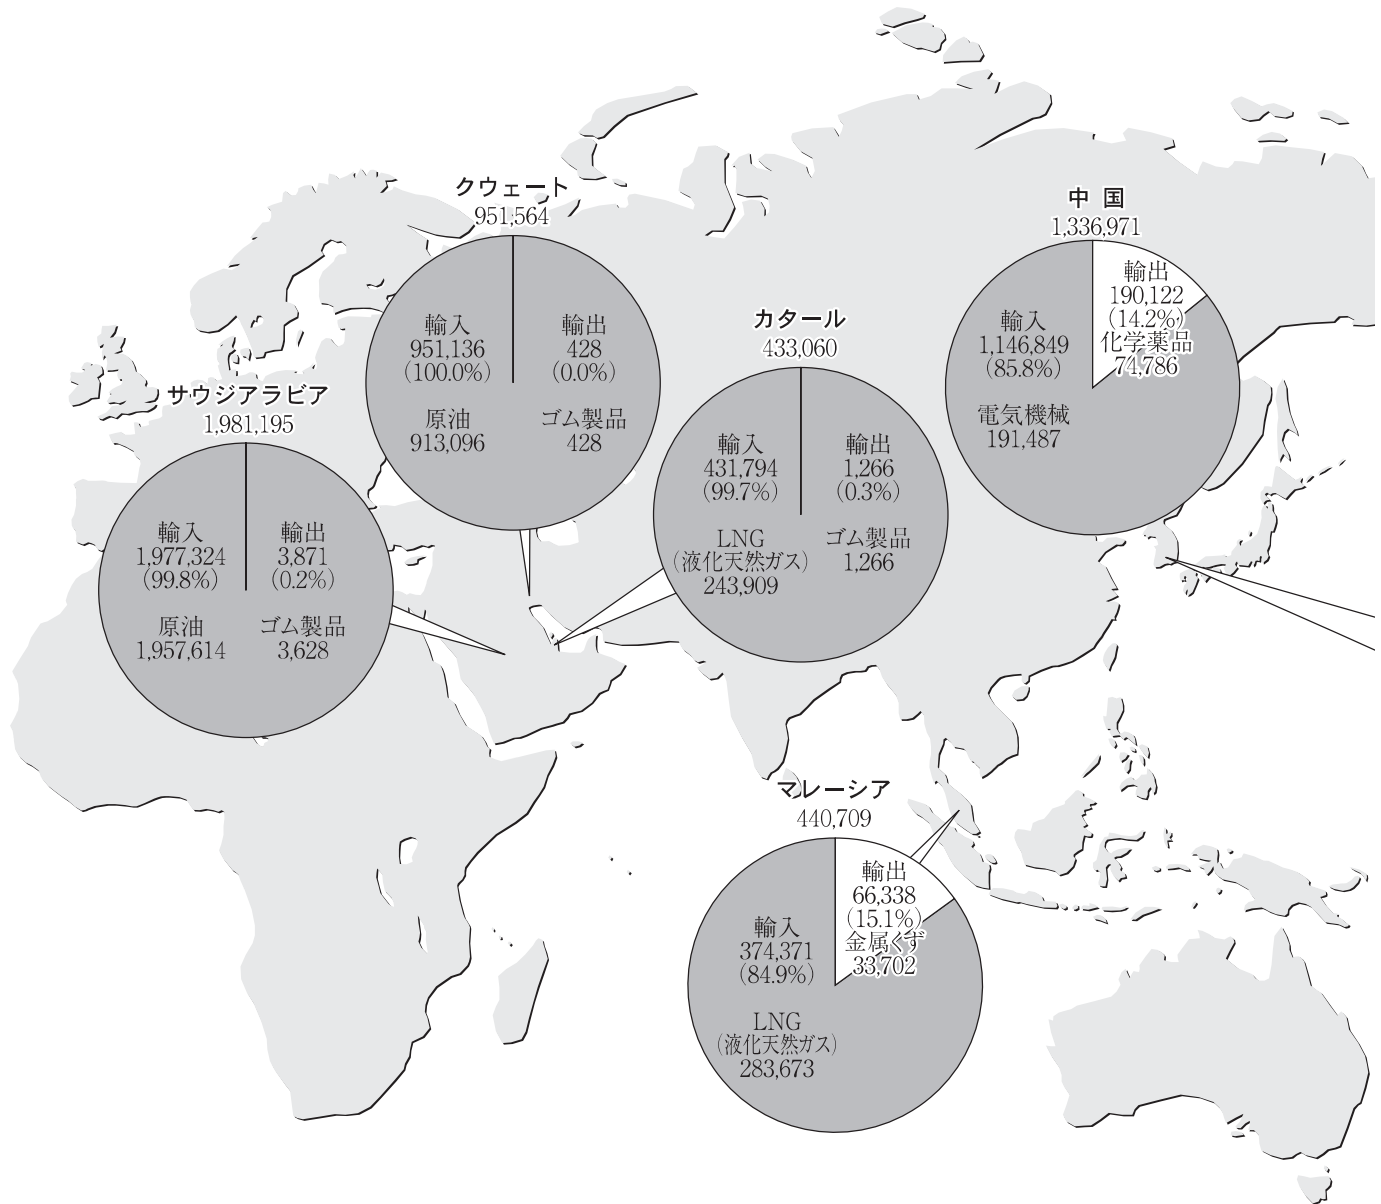 クウェート
951,564
輸入
951,136
(100.0%)
原油
913,096
輸出
428
(0.0%)
ゴム製品
428
中 国
1,336,971
輸出
190,122
(14.2%)
化学薬品
74,786
輸入
1,146,849
(85.8%)
電気機械
191,487
カタール
433,060
輸入
431,794
(99.7%)
LNG
(液化天然ガス)
243,909
輸出
1,266
(0.3%)
ゴム製品
1,266
サウジアラビア
1,981,195
輸入
1,977,324
(99.8%)
原油
1,957,614
輸出
3,871
(0.2%)
ゴム製品
3,628
マレーシア
440,709
輸出
66,338
(15.1%)
金属くず
33,702
輸入
374,371
(84.9%)
LNG
(液化天然ガス)
283,673